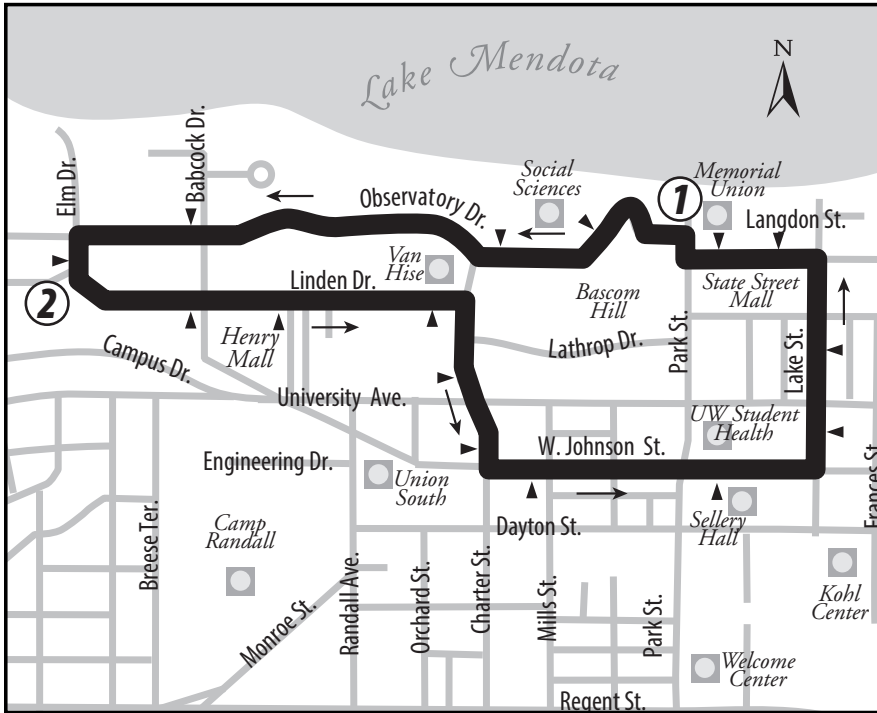 Lake Mendota
N
Elm Dr.
Babcock Dr.
Observatory Dr.
Social
Sciences
1
Memorial
Union
Langdon St.
Van
Hise
Linden Dr.
2
Henry
Mall
Bascom
Hill
State Street
Mall
Campus Dr.
Lathrop Dr.
Park St.
Lake St.
University Ave.
UW Student
Health
W. Johnson St.
Engineering Dr.
Union
South
Frances St.
Camp
Randall
Dayton St.
Sellery
Hall
Breese Ter.
Monroe St.
Randall Ave.
Orchard St.
Charter St.
Mills St.
Park St.
Kohl
Center
Welcome
Center
Regent St.